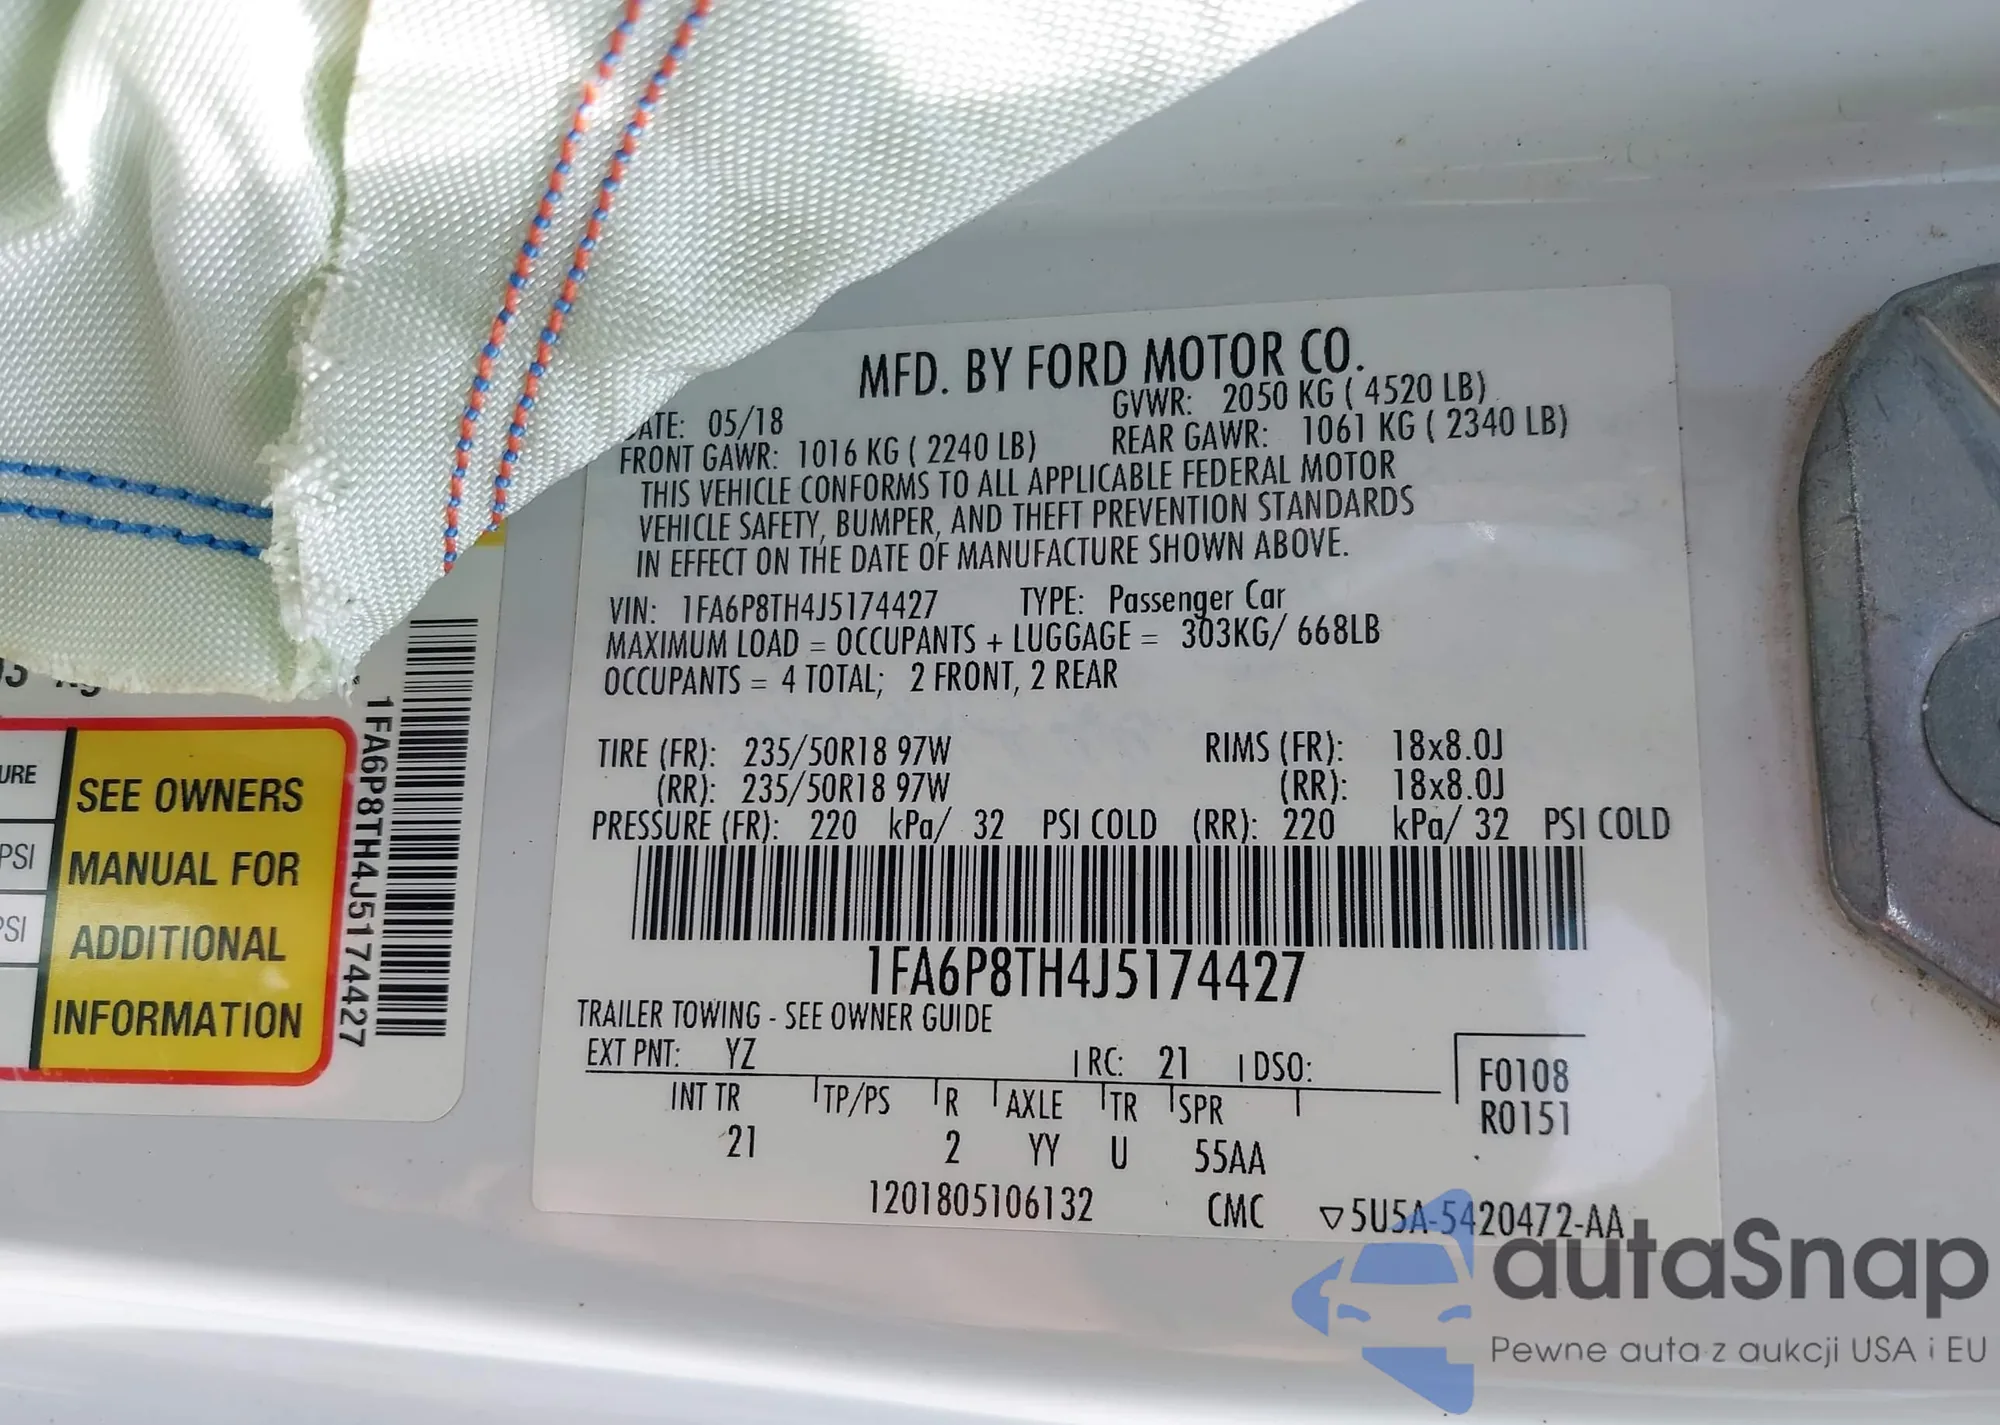 MFD. BY FORD MOTOR CO.
DATE: 05/18 GVWR: 2050 KG ( 4520 LB)
FRONT GAWR: 1016 KG ( 2240 LB) REAR GAWR: 1061 KG ( 2340 LB)
THIS VEHICLE CONFORMS TO ALL APPLICABLE FEDERAL MOTOR
VEHICLE SAFETY, BUMPER, AND THEFT PREVENTION STANDARDS
IN EFFECT ON THE DATE OF MANUFACTURE SHOWN ABOVE.
VIN: 1FA6P8TH4J5174427 TYPE: Passenger Car
MAXIMUM LOAD = OCCUPANTS + LUGGAGE = 303KG/ 668LB
OCCUPANTS = 4 TOTAL; 2 FRONT, 2 REAR
TIRE (FR): 235/50R18 97W RIMS (FR): 18x8.0J
(RR): 235/50R18 97W (RR): 18x8.0J
PRESSURE (FR): 220 kPa/ 32 PSI COLD (RR): 220 kPa/ 32 PSI COLD
1FA6P8TH4J5174427
TRAILER TOWING - SEE OWNER GUIDE
EXT PNT: YZ RC: 21 DSO:
INT TR TP/PS R AXLE TR SPR
21 2 YY U 55AA
F0108
R0151
1201805106132 CMC ▽5U5A-5420472-AA
PSI
PSI
SEE OWNERS
MANUAL FOR
ADDITIONAL
INFORMATION
1FA6P8TH4J5174427
autaSnap
Pewne auta z aukcji USA i EU